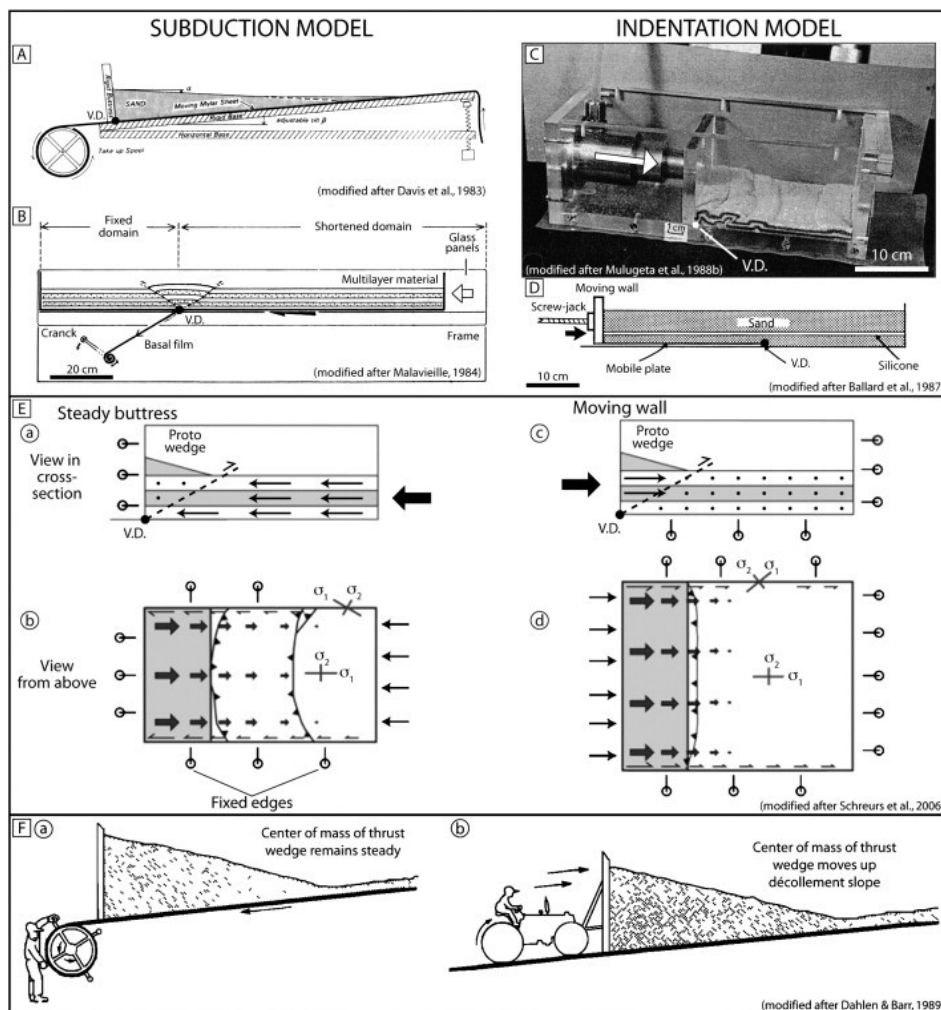 SUBDUCTION MODEL
INDENTATION MODEL
A
Rigid Buttress
α
SAND
Moving Mylar Sheet
V.D.
Rigid Base
adjustable tilt β
Horizontal Base
Take up Spool
(modified after Davis et al., 1983)
B
Fixed
domain
Shortened domain
Glass
panels
Multilayer material
V.D.
Cranck
Basal film
Frame
20 cm
(modified after Malavieille, 1984)
C
1cm
V.D.
10 cm
(modified after Mulugeta et al., 1988b)
D
Moving wall
Screw-jack
Sand
Mobile plate
V.D.
Silicone
10 cm
(modified after Ballard et al., 1987
E
Steady buttress
Moving wall
a
Proto
wedge
View in
cross-
section
V.D.
c
Proto
wedge
V.D.
b
σ1 σ2
σ2
σ1
View
from above
Fixed edges
d
σ2 σ1
σ2
σ1
(modified after Schreurs et al., 2006
F
a
Center of mass of thrust
wedge remains steady
b
Center of mass of thrust
wedge moves up
décollement slope
(modified after Dahlen & Barr, 1989